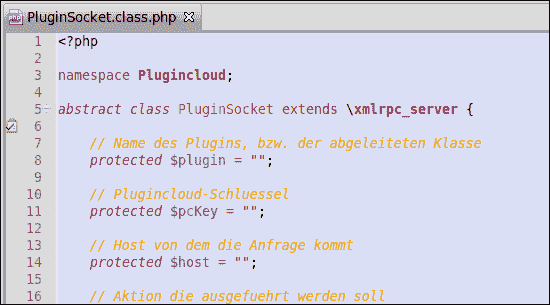 PluginSocket.class.php
1 <?php
2
3 namespace Plugincloud;
4
5 abstract class PluginSocket extends \xmlrpc_server {
6
7 // Name des Plugins, bzw. der abgeleiteten Klasse
8 protected $plugin = "";
9
10 // Plugincloud-Schluessel
11 protected $pcKey = "";
12
13 // Host von dem die Anfrage kommt
14 protected $host = "";
15
16 // Aktion die ausgefuehrt werden soll